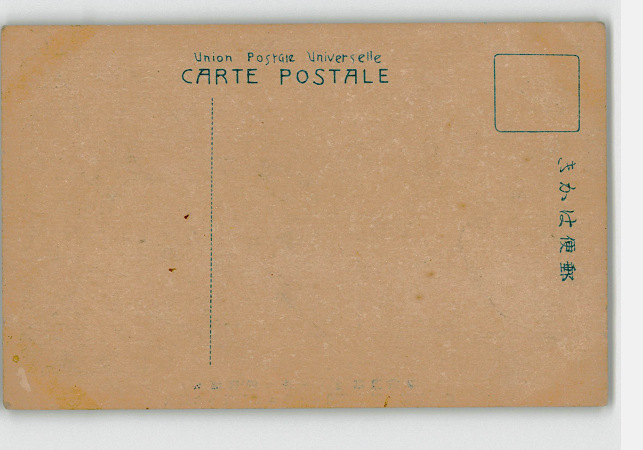 Union Postale Universelle
CARTE POSTALE
郵便はかき